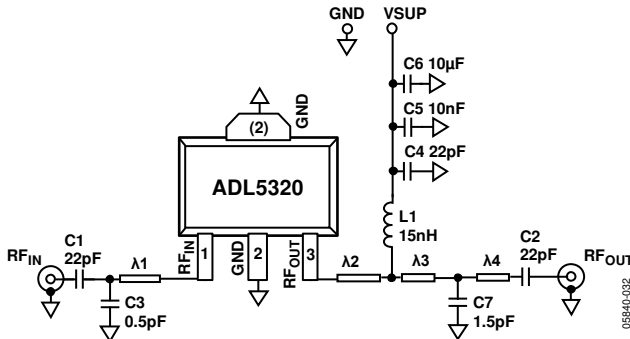 GND VSUP
C6 10µF
C5 10nF
C4 22pF
(2)
GND
ADL5320
L1
15nH
RFIN
C1
22pF
λ1
RFIN
1
GND
2
RFOUT
3
λ2
λ3
λ4
C2
22pF
RFOUT
C3
0.5pF
C7
1.5pF
05840-032